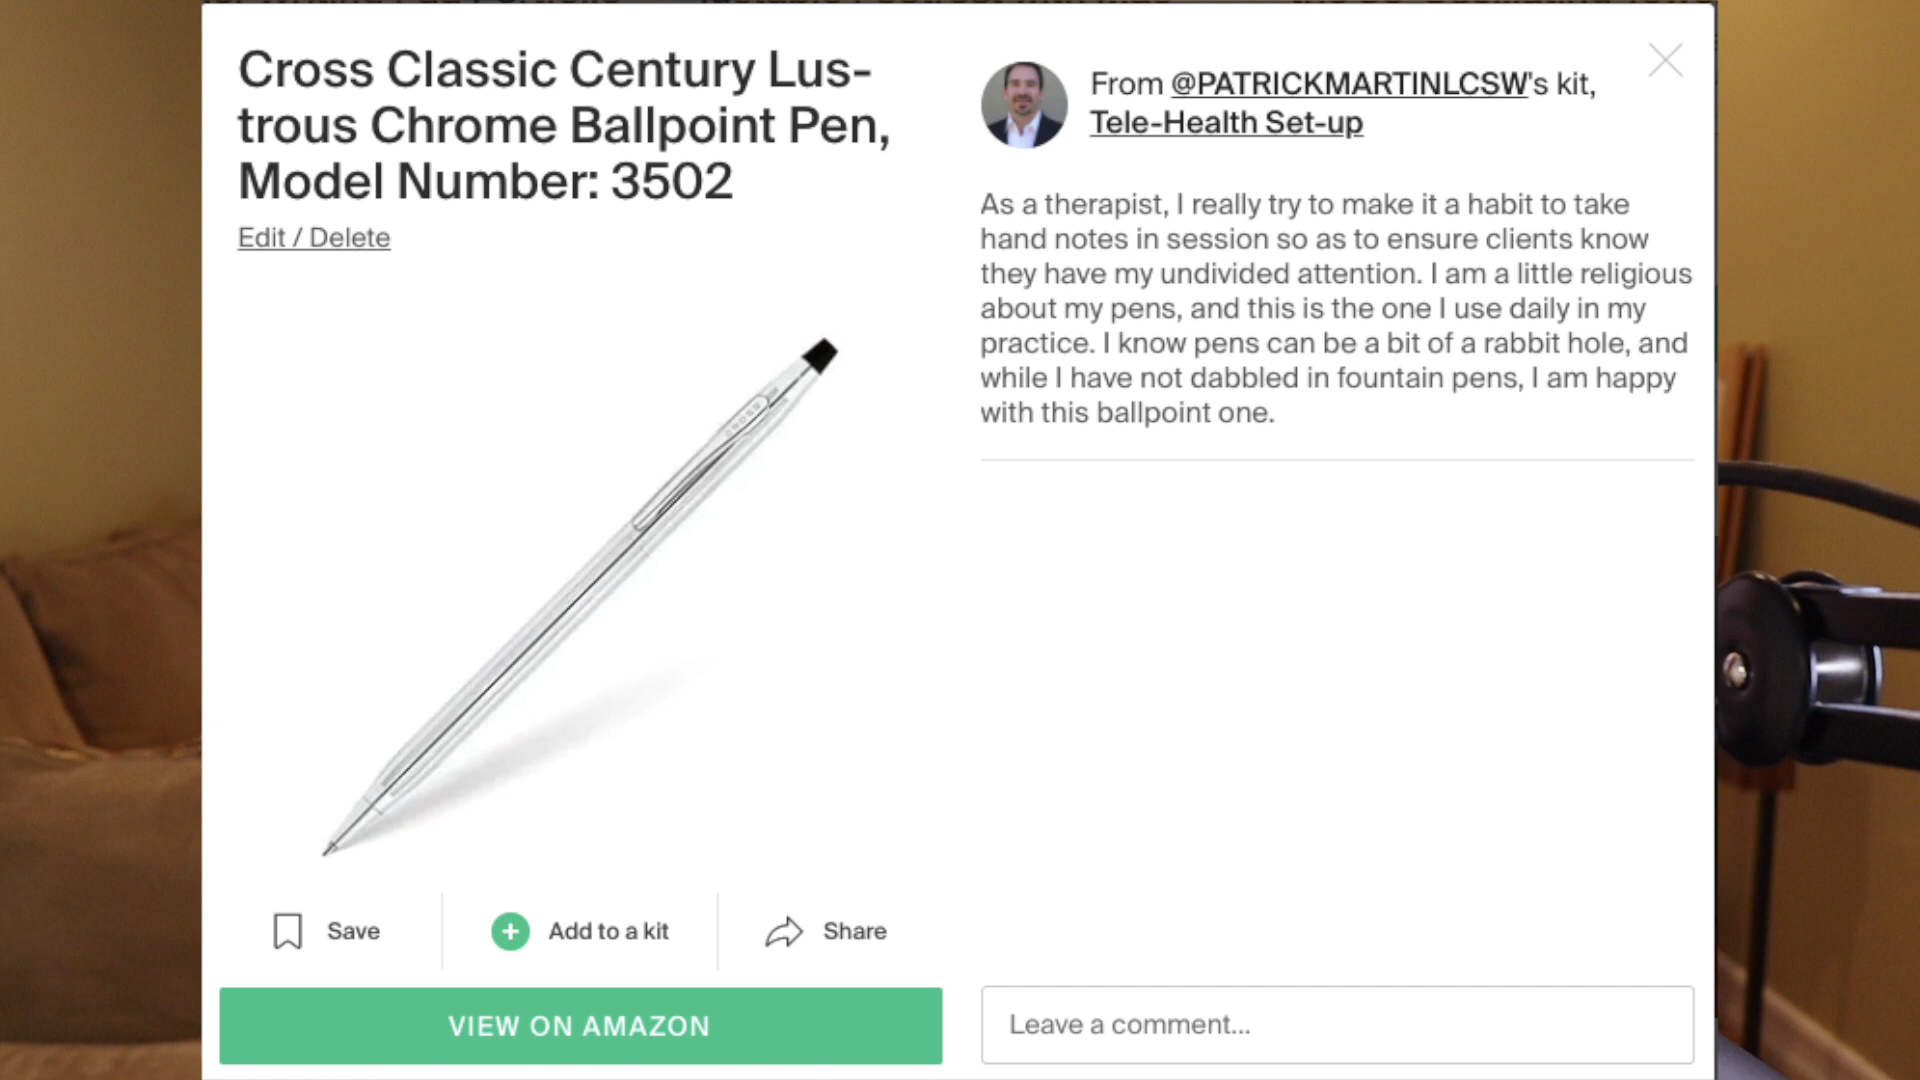 Cross Classic Century Lus-
trous Chrome Ballpoint Pen,
Model Number: 3502
Edit / Delete
CROSS
Save
Add to a kit
Share
VIEW ON AMAZON
From @PATRICKMARTINLCSW's kit,
Tele-Health Set-up
As a therapist, I really try to make it a habit to take
hand notes in session so as to ensure clients know
they have my undivided attention. I am a little religious
about my pens, and this is the one I use daily in my
practice. I know pens can be a bit of a rabbit hole, and
while I have not dabbled in fountain pens, I am happy
with this ballpoint one.
Leave a comment...